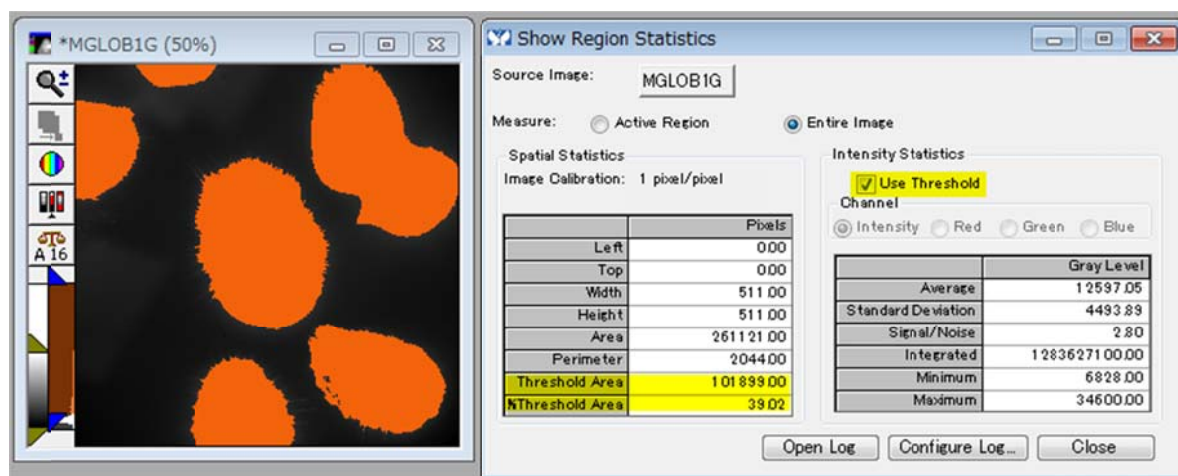 *MGLOB1G (50%)
A 16
Show Region Statistics
Source Image: MGLOB1G
Measure: Active Region Entire Image
Spatial Statistics
Image Calibration: 1 pixel/pixel
Pixels
Left 0.00
Top 0.00
Width 511.00
Height 511.00
Area 261121.00
Perimeter 2044.00
Threshold Area 101899.00
%Threshold Area 39.02
Intensity Statistics
Use Threshold
Channel
Intensity Red Green Blue
Gray Level
Average 12597.05
Standard Deviation 4493.89
Signal/Noise 2.80
Integrated 1283627100.00
Minimum 6828.00
Maximum 34600.00
Open Log Configure Log... Close